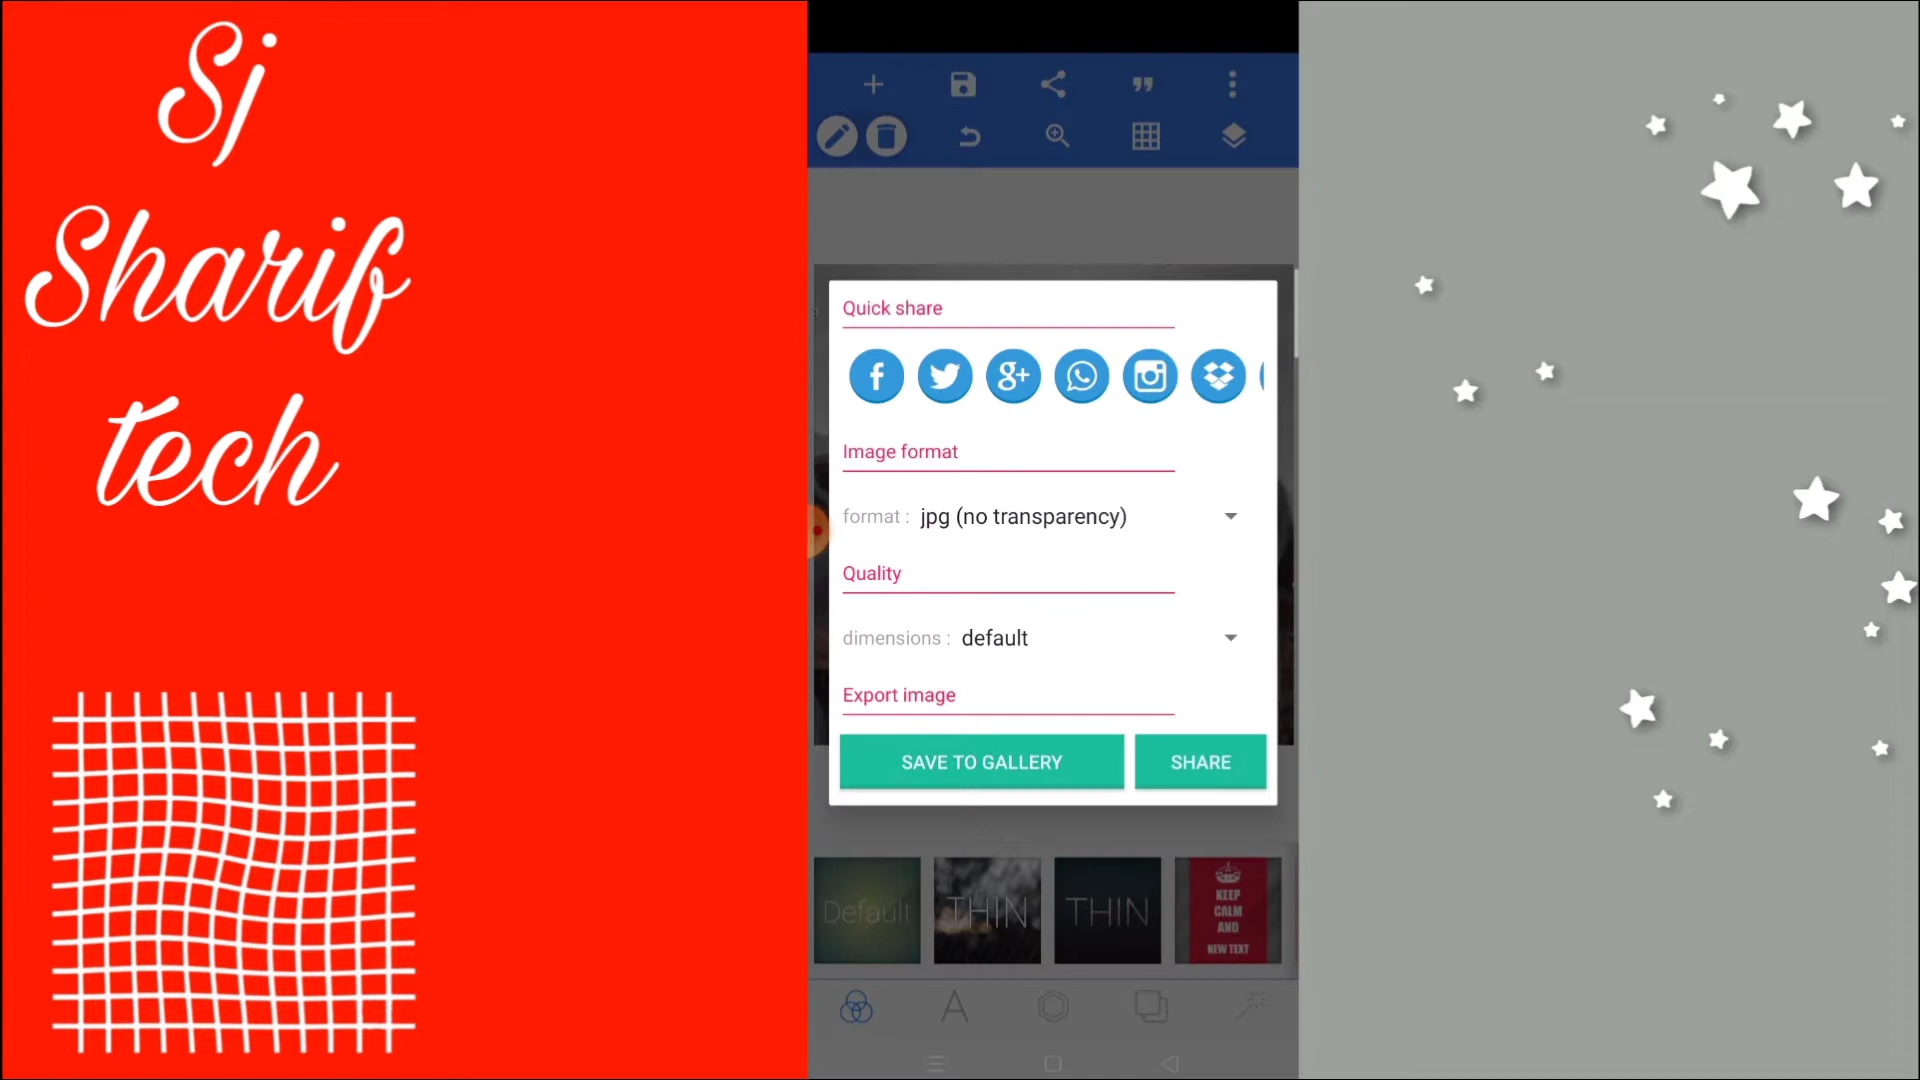 Sj
Sharif
tech
Quick share
Image format
format : jpg (no transparency)
Quality
dimensions : default
Export image
SAVE TO GALLERY
SHARE
Default
THIN
THIN
KEEP
CALM
AND
NEW TEXT